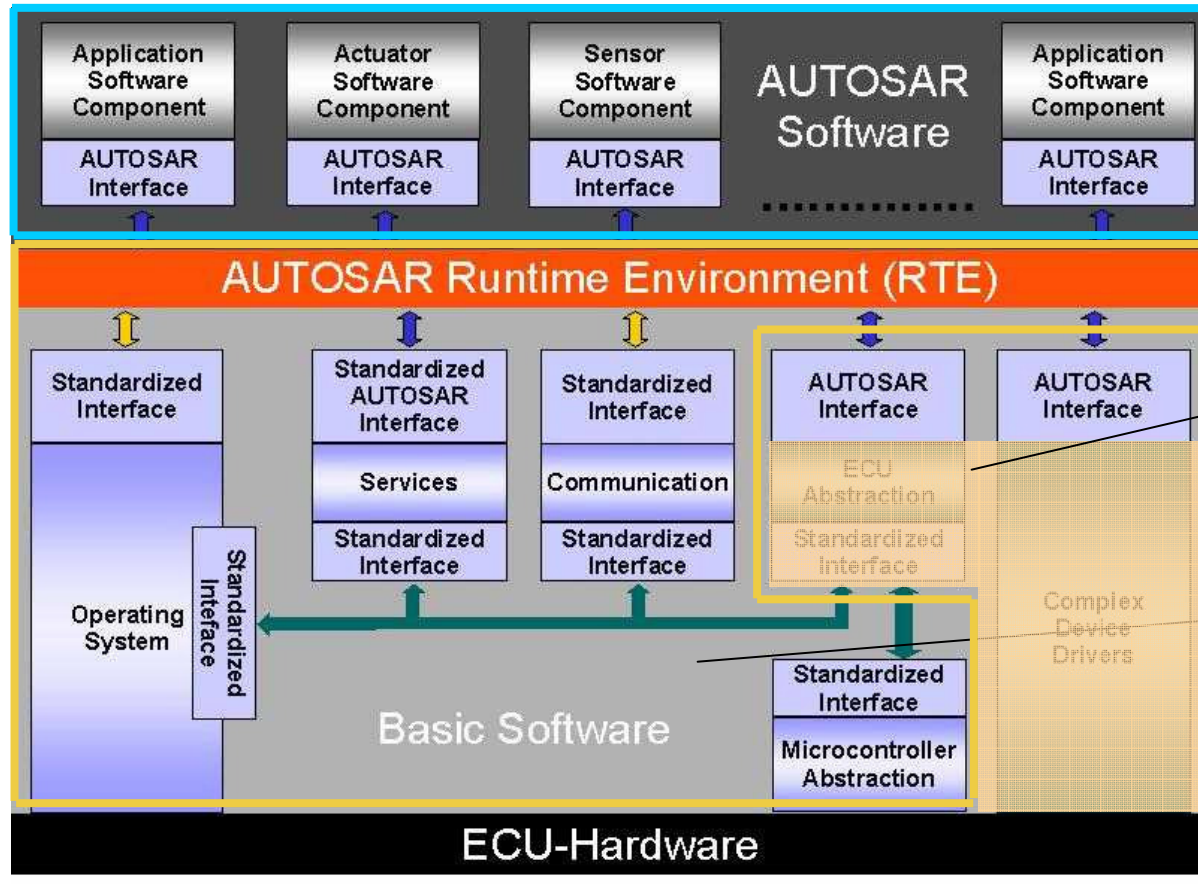 Application
Software
Component
AUTOSAR
Interface
Actuator
Software
Component
AUTOSAR
Interface
Sensor
Software
Component
AUTOSAR
Interface
AUTOSAR
Software
Application
Software
Component
AUTOSAR
Interface
AUTOSAR Runtime Environment (RTE)
Standardized
Interface
Operating
System
Standardized
Inteface
Standardized
AUTOSAR
Interface
Services
Standardized
Interface
Standardized
Interface
Communication
Standardized
Interface
AUTOSAR
Interface
ECU
Abstraction
Standardized
Interface
AUTOSAR
Interface
Complex
Device
Drivers
Standardized
Interface
Microcontroller
Abstraction
Basic Software
ECU-Hardware